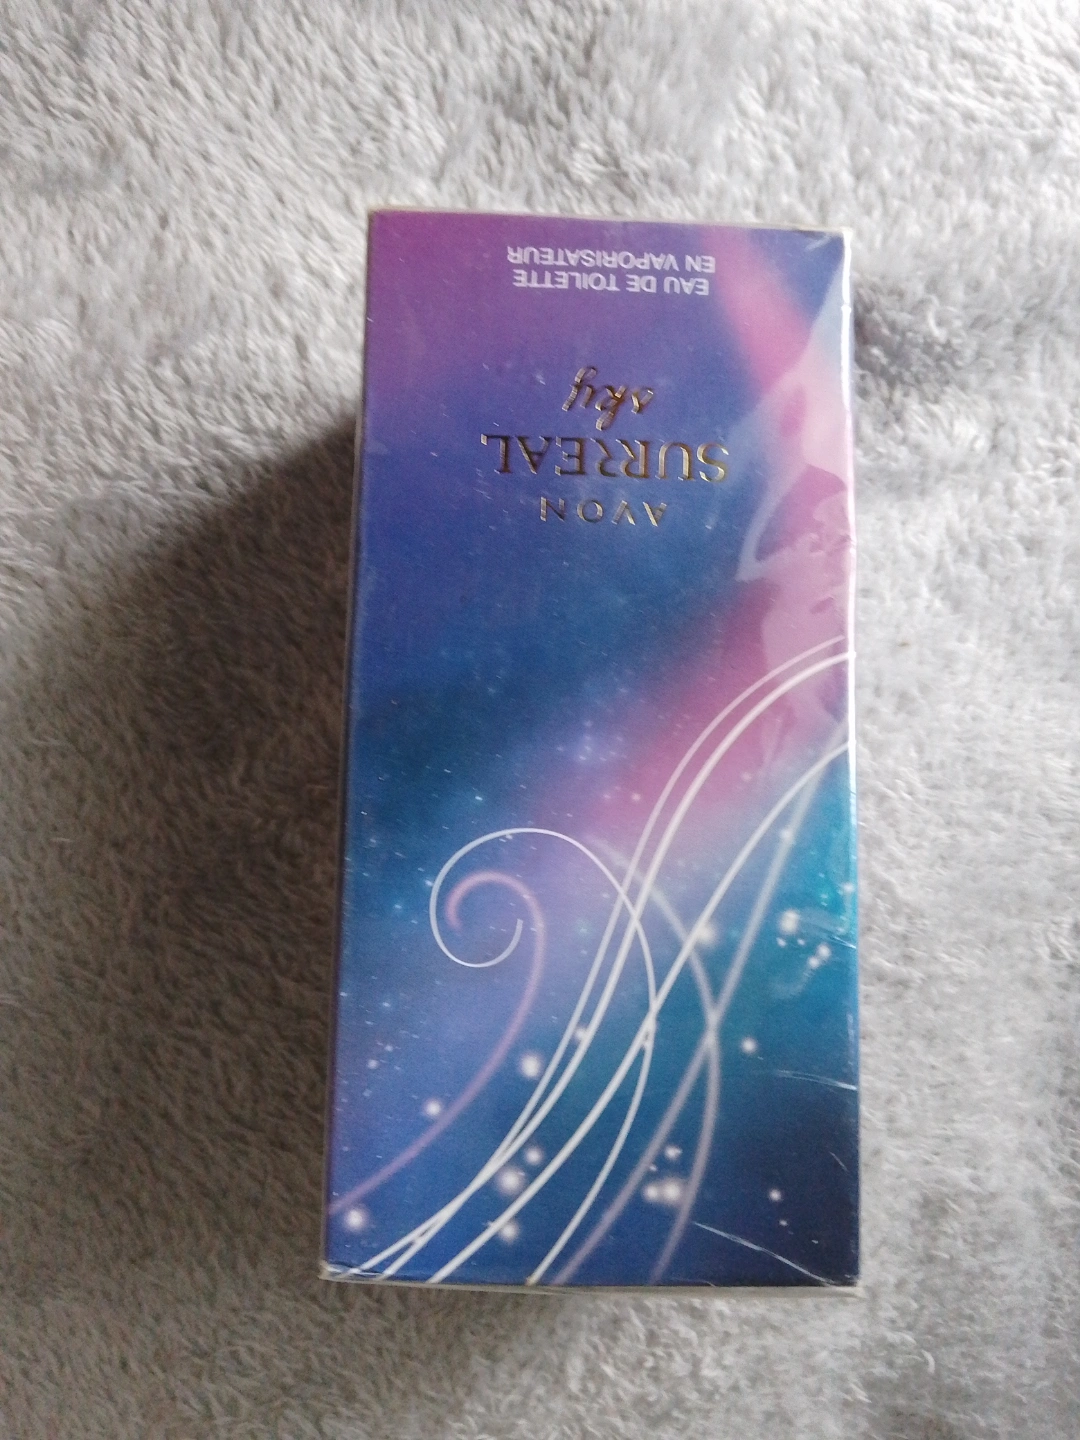 AVON
SURREAL
sky
EAU DE TOILETTE
EN VAPORISATEUR